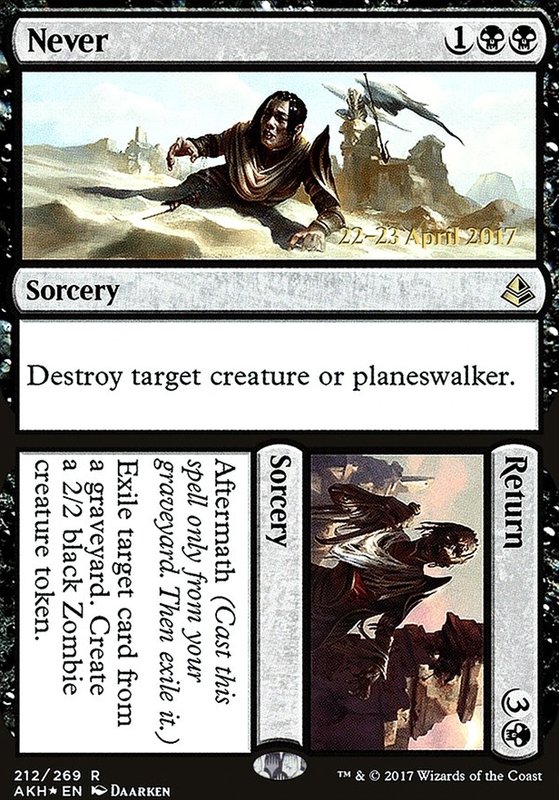 Never
1
22-23 April 2017
Sorcery
Destroy target creature or planeswalker.
Return
3
Sorcery
Aftermath (Cast this
spell only from your
graveyard. Then exile it.)
Exile target card from
a graveyard. Create
a 2/2 black Zombie
creature token.
212/269 R
AKH★EN Daarken
™ & © 2017 Wizards of the Coast